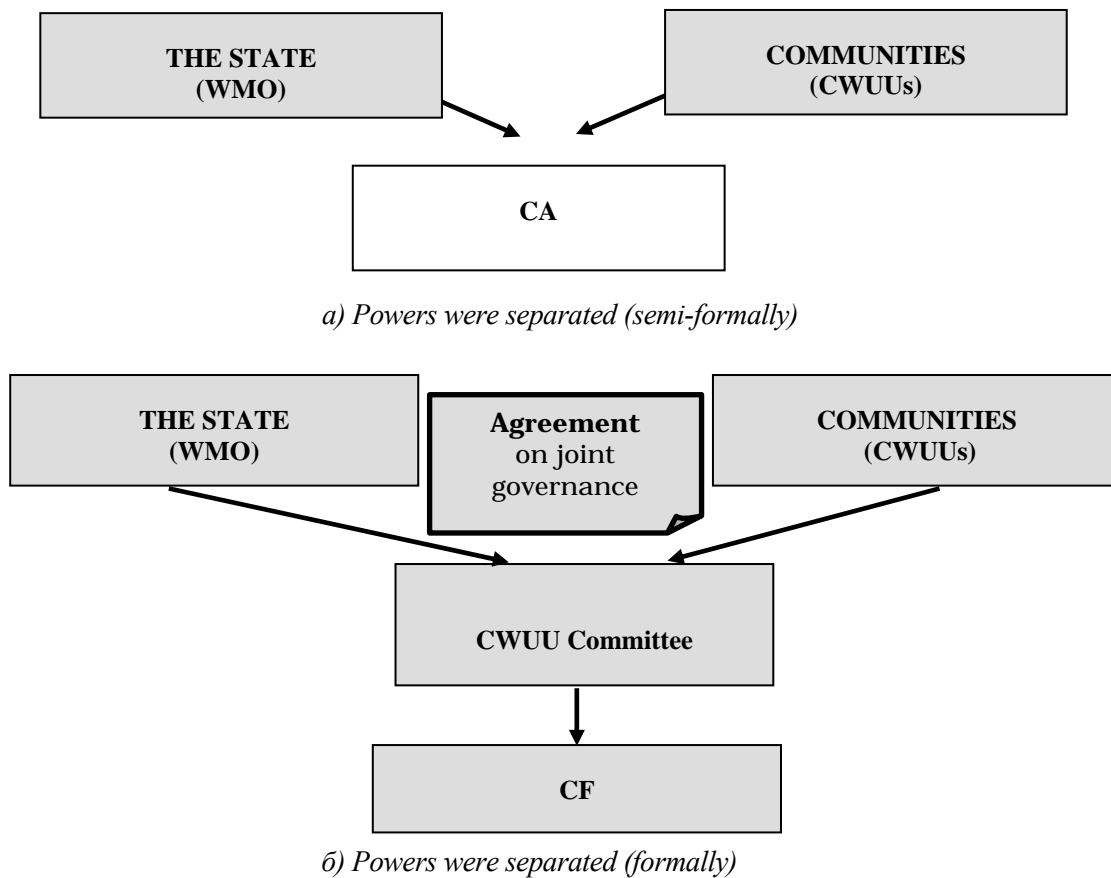 THE STATE
(WMO)
COMMUNITIES
(CWUUs)
CA
a) Powers were separated (semi-formally)
THE STATE
(WMO)
Agreement
on joint
governance
COMMUNITIES
(CWUUs)
CWUU Committee
CF
б) Powers were separated (formally)